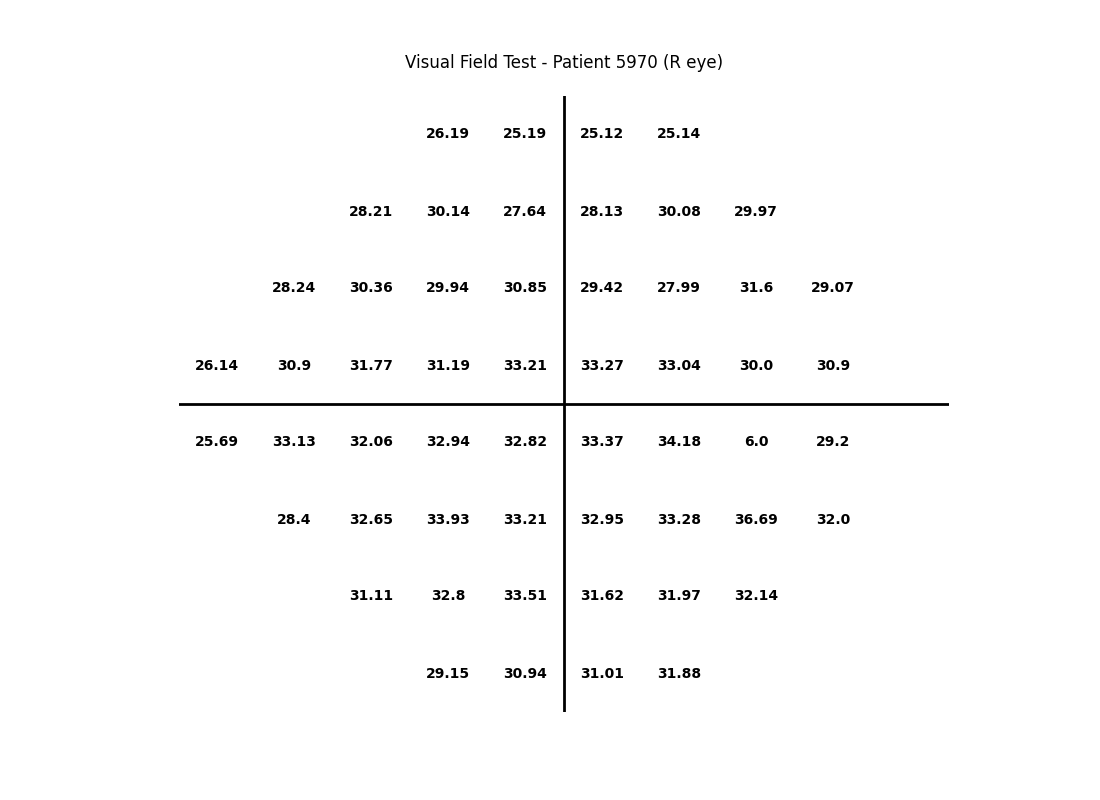 Visual Field Test - Patient 5970 (R eye)
26.19 25.19 25.12 25.14
28.21 30.14 27.64 28.13 30.08 29.97
28.24 30.36 29.94 30.85 29.42 27.99 31.6 29.07
26.14 30.9 31.77 31.19 33.21 33.27 33.04 30.0 30.9
25.69 33.13 32.06 32.94 32.82 33.37 34.18 6.0 29.2
28.4 32.65 33.93 33.21 32.95 33.28 36.69 32.0
31.11 32.8 33.51 31.62 31.97 32.14
29.15 30.94 31.01 31.88